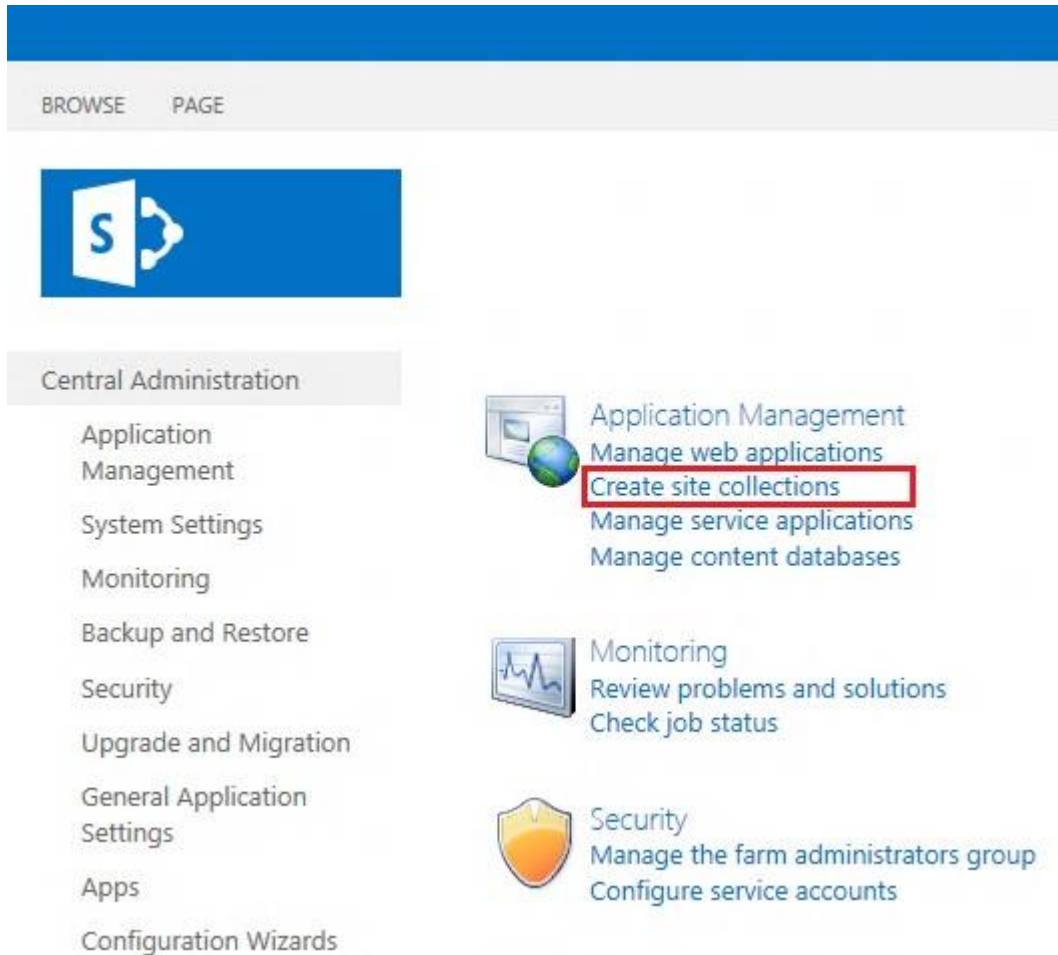 BROWSE PAGE
S
Central Administration
Application
Management
System Settings
Monitoring
Backup and Restore
Security
Upgrade and Migration
General Application
Settings
Apps
Configuration Wizards
Application Management
Manage web applications
Create site collections
Manage service applications
Manage content databases
Monitoring
Review problems and solutions
Check job status
Security
Manage the farm administrators group
Configure service accounts